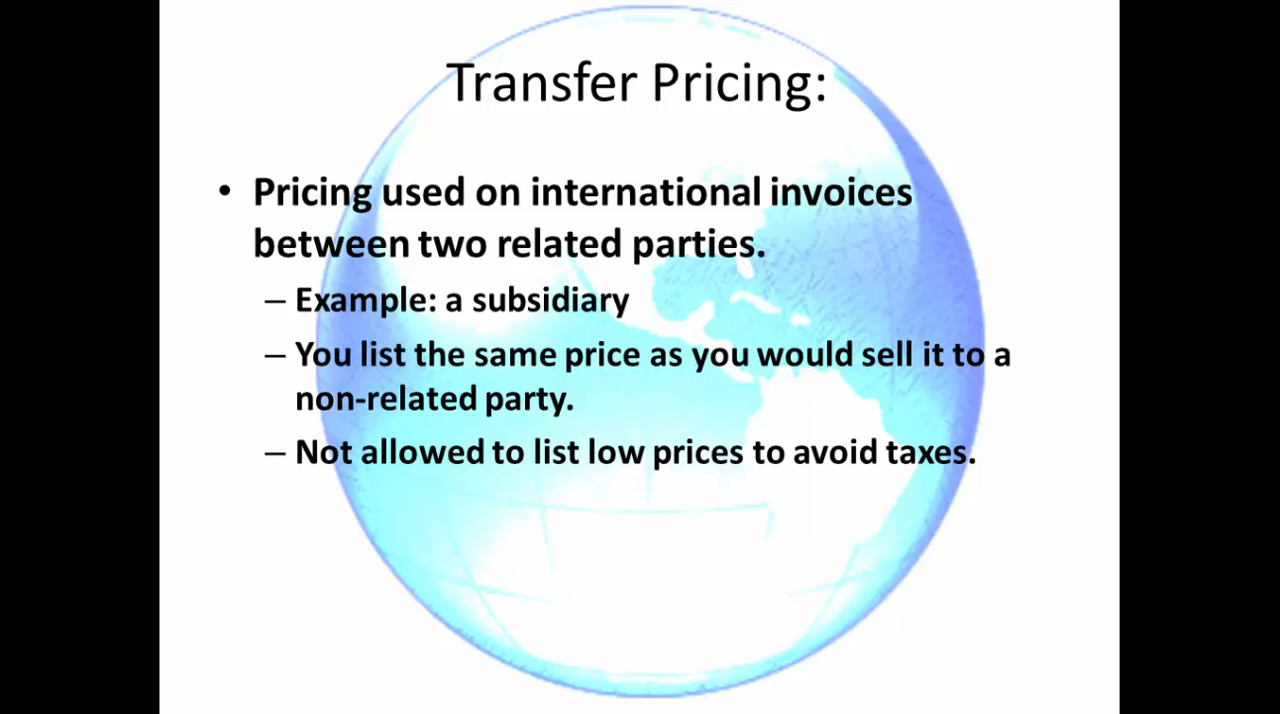 Transfer Pricing:
• Pricing used on international invoices
between two related parties.
– Example: a subsidiary
– You list the same price as you would sell it to a
non-related party.
– Not allowed to list low prices to avoid taxes.